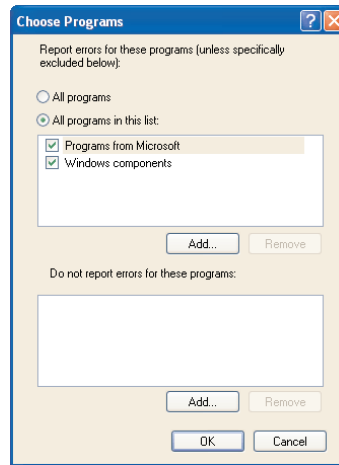 Choose Programs
Report errors for these programs (unless specifically
excluded below):
All programs
All programs in this list:
Programs from Microsoft
Windows components
Add... Remove
Do not report errors for these programs:
Add... Remove
OK Cancel